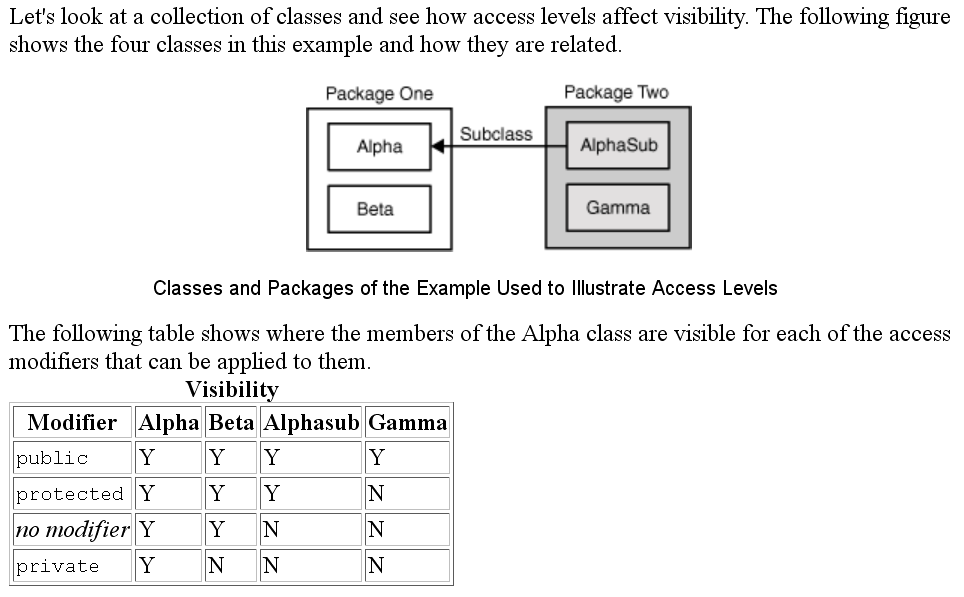 Let's look at a collection of classes and see how access levels affect visibility. The following figure
shows the four classes in this example and how they are related.
Package One
Package Two
Alpha
Subclass
AlphaSub
Beta
Gamma
Classes and Packages of the Example Used to Illustrate Access Levels
The following table shows where the members of the Alpha class are visible for each of the access
modifiers that can be applied to them.
Visibility
Modifier Alpha Beta Alphasub Gamma
public Y Y Y Y
protected Y Y Y N
no modifier Y Y N N
private Y N N N